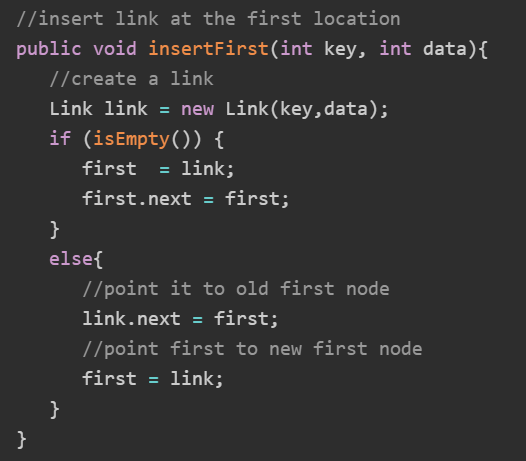 //insert link at the first location
public void insertFirst(int key, int data){
   //create a link
   Link link = new Link(key,data);
   if (isEmpty()) {
      first  = link;
      first.next = first;
   }
   else{
      //point it to old first node
      link.next = first;
      //point first to new first node
      first = link;
   }
}